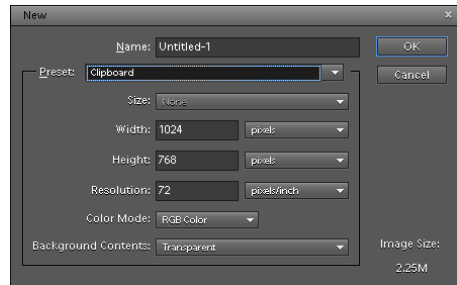 New
Name: Untitled-1 OK
Preset: Clipboard Cancel
Size: None
Width: 1024 pixels
Height: 768 pixels
Resolution: 72 pixels/inch
Color Mode: RGB Color
Background Contents: Transparent Image Size:
2.25M